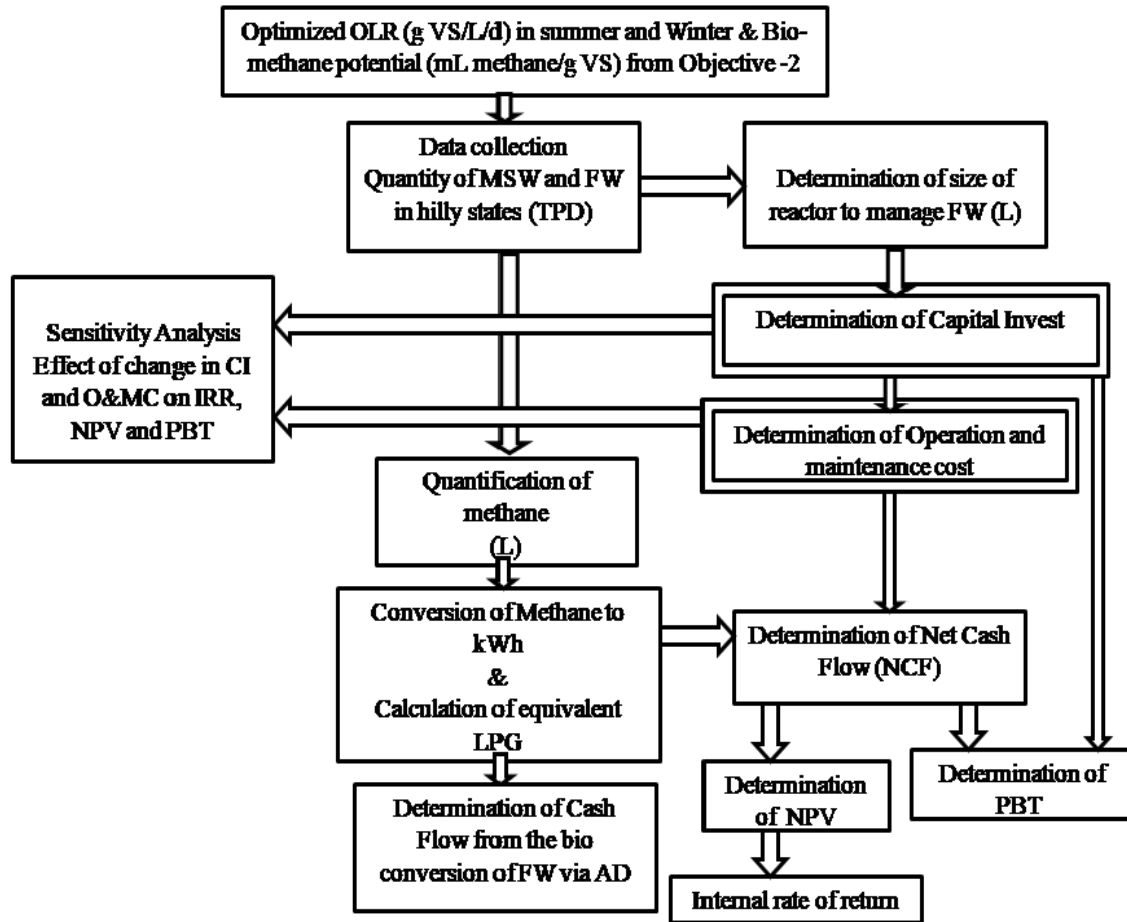 Optimized OLR (g VS/L/d) in summer and Winter & Bio-
methane potential (mL methane/g VS) from Objective -2
Data collection
Quantity of MSW and FW
in hilly states (TPD)
Determination of size of
reactor to manage FW (L)
Sensitivity Analysis
Effect of change in CI
and O&MC on IRR,
NPV and PBT
Determination of Capital Invest
Determination of Operation and
maintenance cost
Quantification of
methane
(L)
Conversion of Methane to
kWh
&
Calculation of equivalent
LPG
Determination of Net Cash
Flow (NCF)
Determination of Cash
Flow from the bio
conversion of FW via AD
Determination
of NPV
Determination of
PBT
Internal rate of return